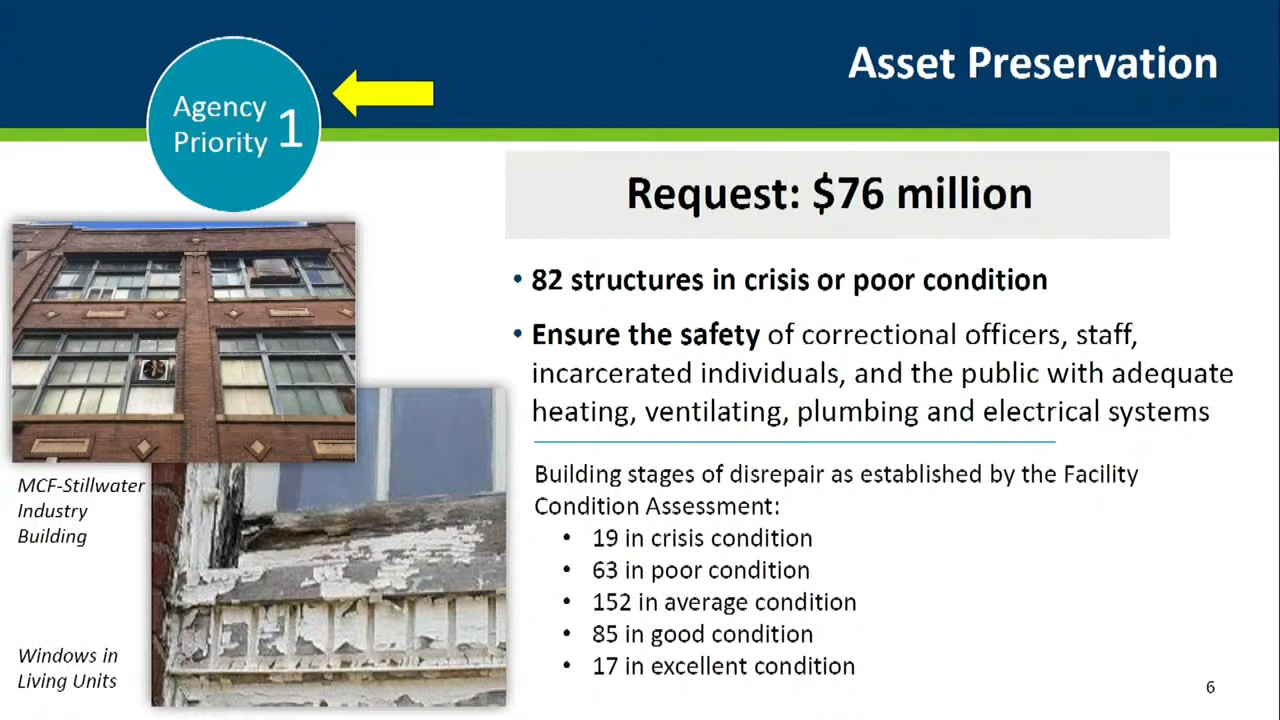 Asset Preservation
Agency
Priority 1
Request: $76 million
• 82 structures in crisis or poor condition
• Ensure the safety of correctional officers, staff,
incarcerated individuals, and the public with adequate
heating, ventilating, plumbing and electrical systems
Building stages of disrepair as established by the Facility
Condition Assessment:
• 19 in crisis condition
• 63 in poor condition
• 152 in average condition
• 85 in good condition
• 17 in excellent condition
MCF-Stillwater
Industry
Building
Windows in
Living Units
6